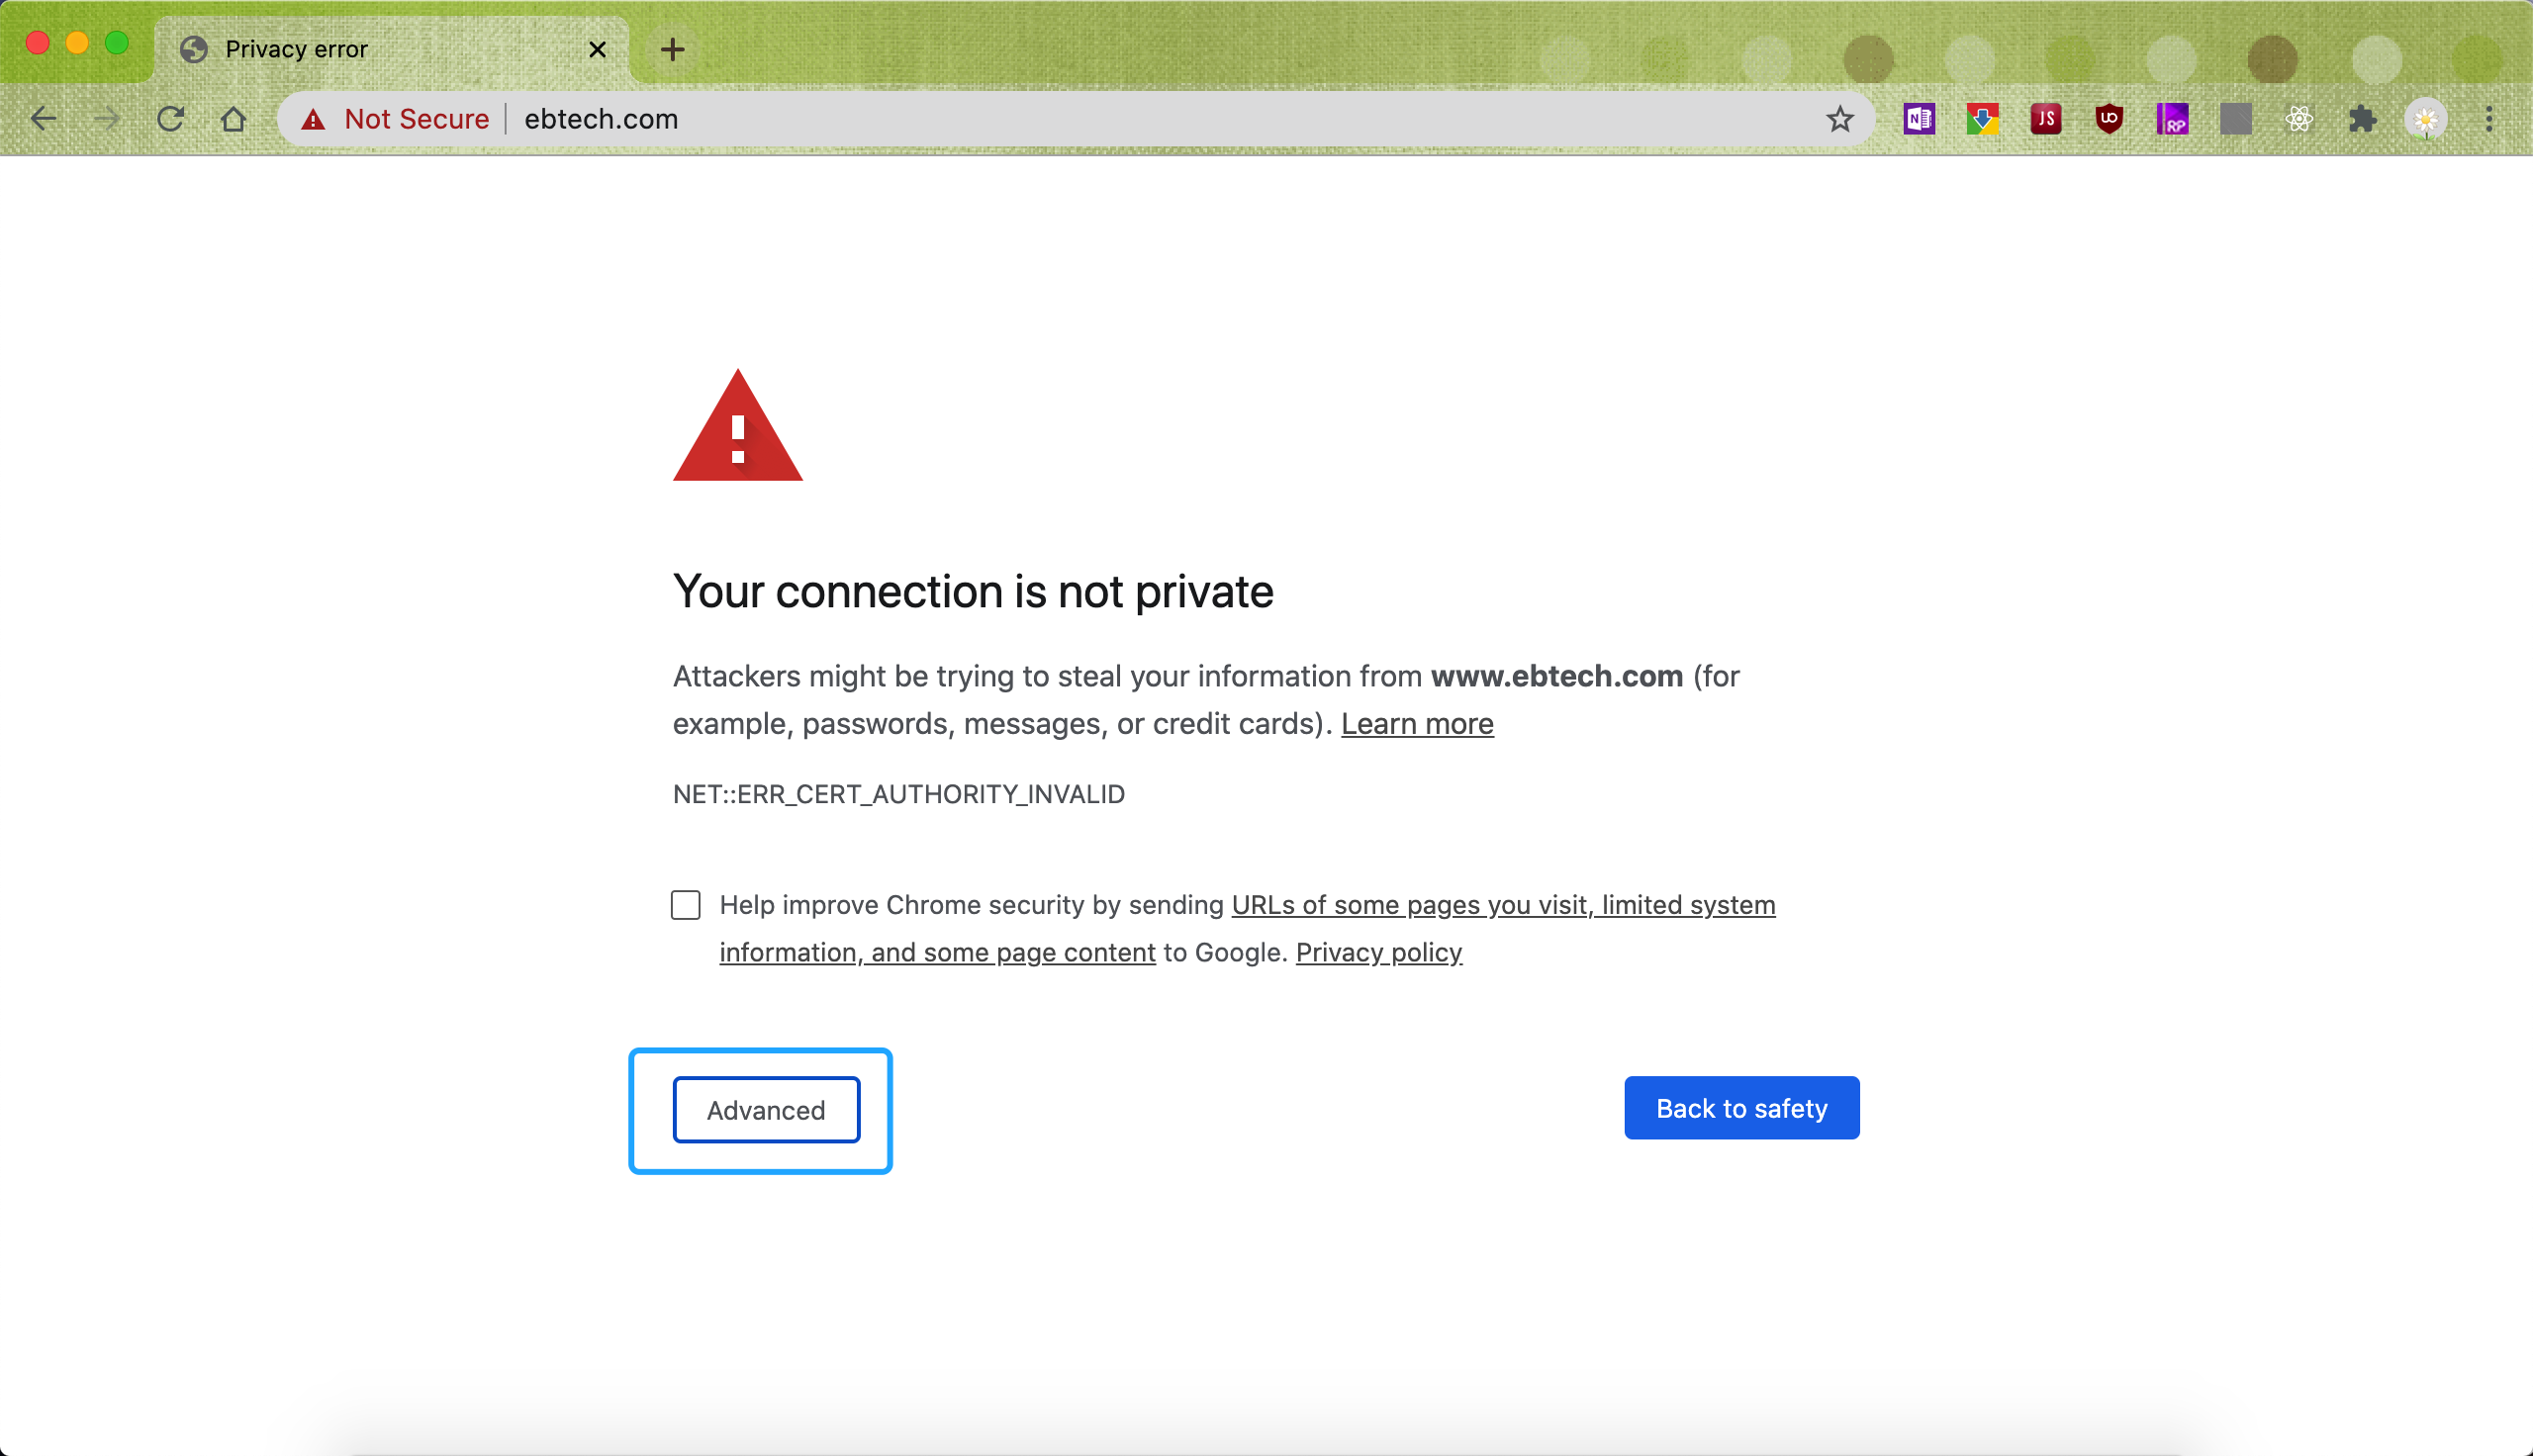 Privacy error
Not Secure ebtech.com
N JS UO RP
Your connection is not private
Attackers might be trying to steal your information from www.ebtech.com (for
example, passwords, messages, or credit cards). Learn more
NET::ERR_CERT_AUTHORITY_INVALID
Help improve Chrome security by sending URLs of some pages you visit, limited system
information, and some page content to Google. Privacy policy
Advanced
Back to safety